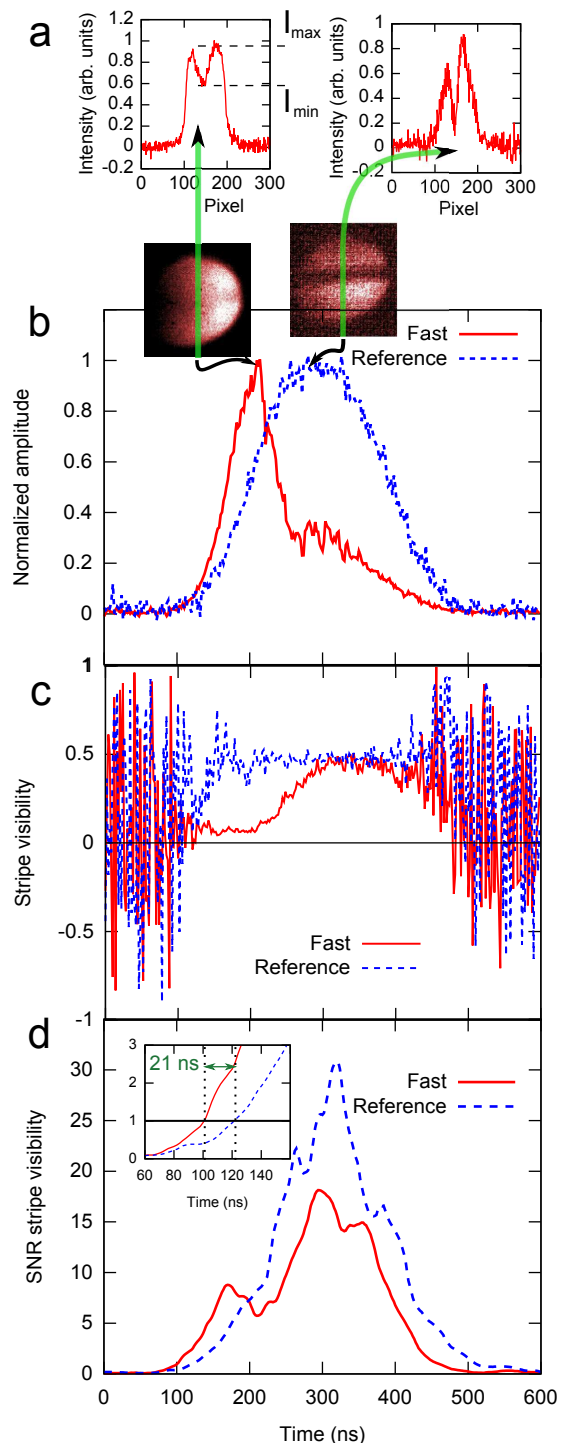 a
Intensity (arb. units)
1
0.8
0.6
0.4
0.2
0
-0.2
0 100 200 300
Pixel
I max
I min
Intensity (arb. units)
1
0.8
0.6
0.4
0.2
0
-0.2
0 100 200 300
Pixel
b
Fast
Reference
Normalized amplitude
1
0.8
0.6
0.4
0.2
0
c
Fast
Reference
Stripe visibility
1
0.5
0
-0.5
-1
d
Fast
Reference
SNR stripe visibility
30
25
20
15
10
5
0
21 ns
3
2
1
0
60 80 100 120 140
Time (ns)
0 100 200 300 400 500 600
Time (ns)